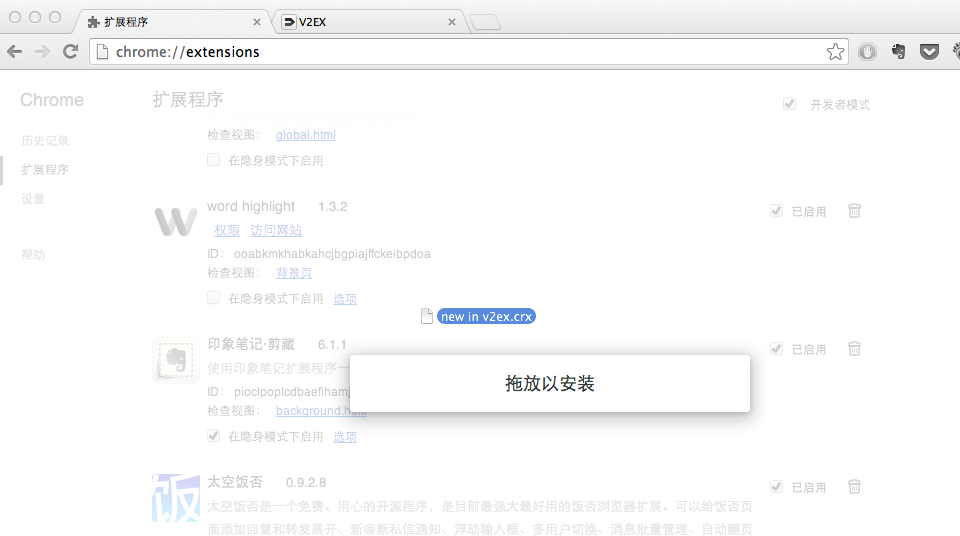 扩展程序
V2EX
chrome://extensions
Chrome
扩展程序
开发者模式
历史记录
扩展程序
设置
帮助
检查视图： global.html
在隐身模式下启用
word highlight 1.3.2
已启用
权限 访问网站
ID： ooabkmkhabkahcjbgpiajffckeibpdoa
检查视图： 背景页
在隐身模式下启用 选项
new in v2ex.crx
印象笔记·剪藏 6.1.1
已启用
使用印象笔记扩展程序一
拖放以安装
ID： pioclpoplcdbaefihamj
检查视图： background.html
在隐身模式下启用 选项
太空饭否 0.9.2.8
已启用
太空饭否是一个免费、用心的开源程序，是目前最强大最好用的饭否浏览器扩展。可以给饭否页
面添加回复和转发展开、新@新私信通知、浮动输入框、多用户切换、消息批量管理、自动翻页